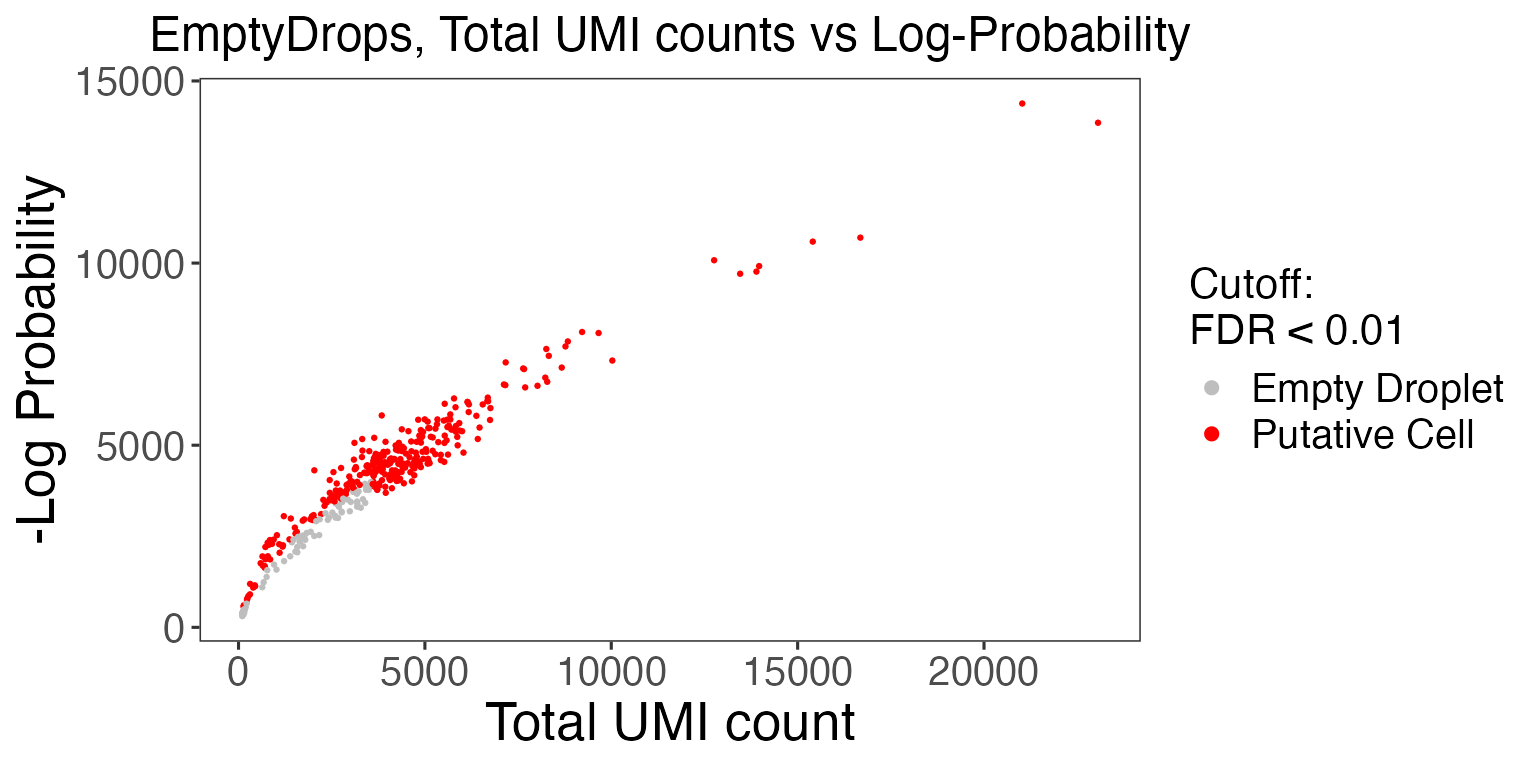 EmptyDrops, Total UMI counts vs Log-Probability
15000
10000
5000
0
-Log Probability
0 5000 10000 15000 20000
Total UMI count
Cutoff:
FDR < 0.01
Empty Droplet
Putative Cell